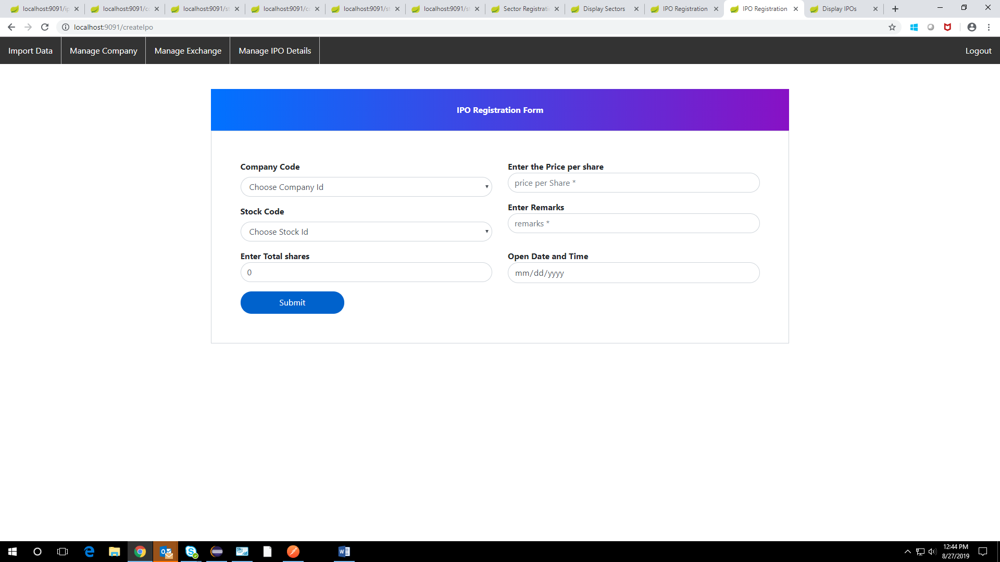 localhost:9091/ip
localhost:9091/co
localhost:9091/st
localhost:9091/co
localhost:9091/st
localhost:9091/st
Sector Registrati
Display Sectors
IPO Registration
IPO Registration
Display IPOs
localhost:9091/createIpo
Import Data
Manage Company
Manage Exchange
Manage IPO Details
Logout
IPO Registration Form
Company Code
Choose Company Id
Enter the Price per share
price per Share *
Stock Code
Choose Stock Id
Enter Remarks
remarks *
Enter Total shares
0
Open Date and Time
mm/dd/yyyy
Submit
12:44 PM
8/27/2019